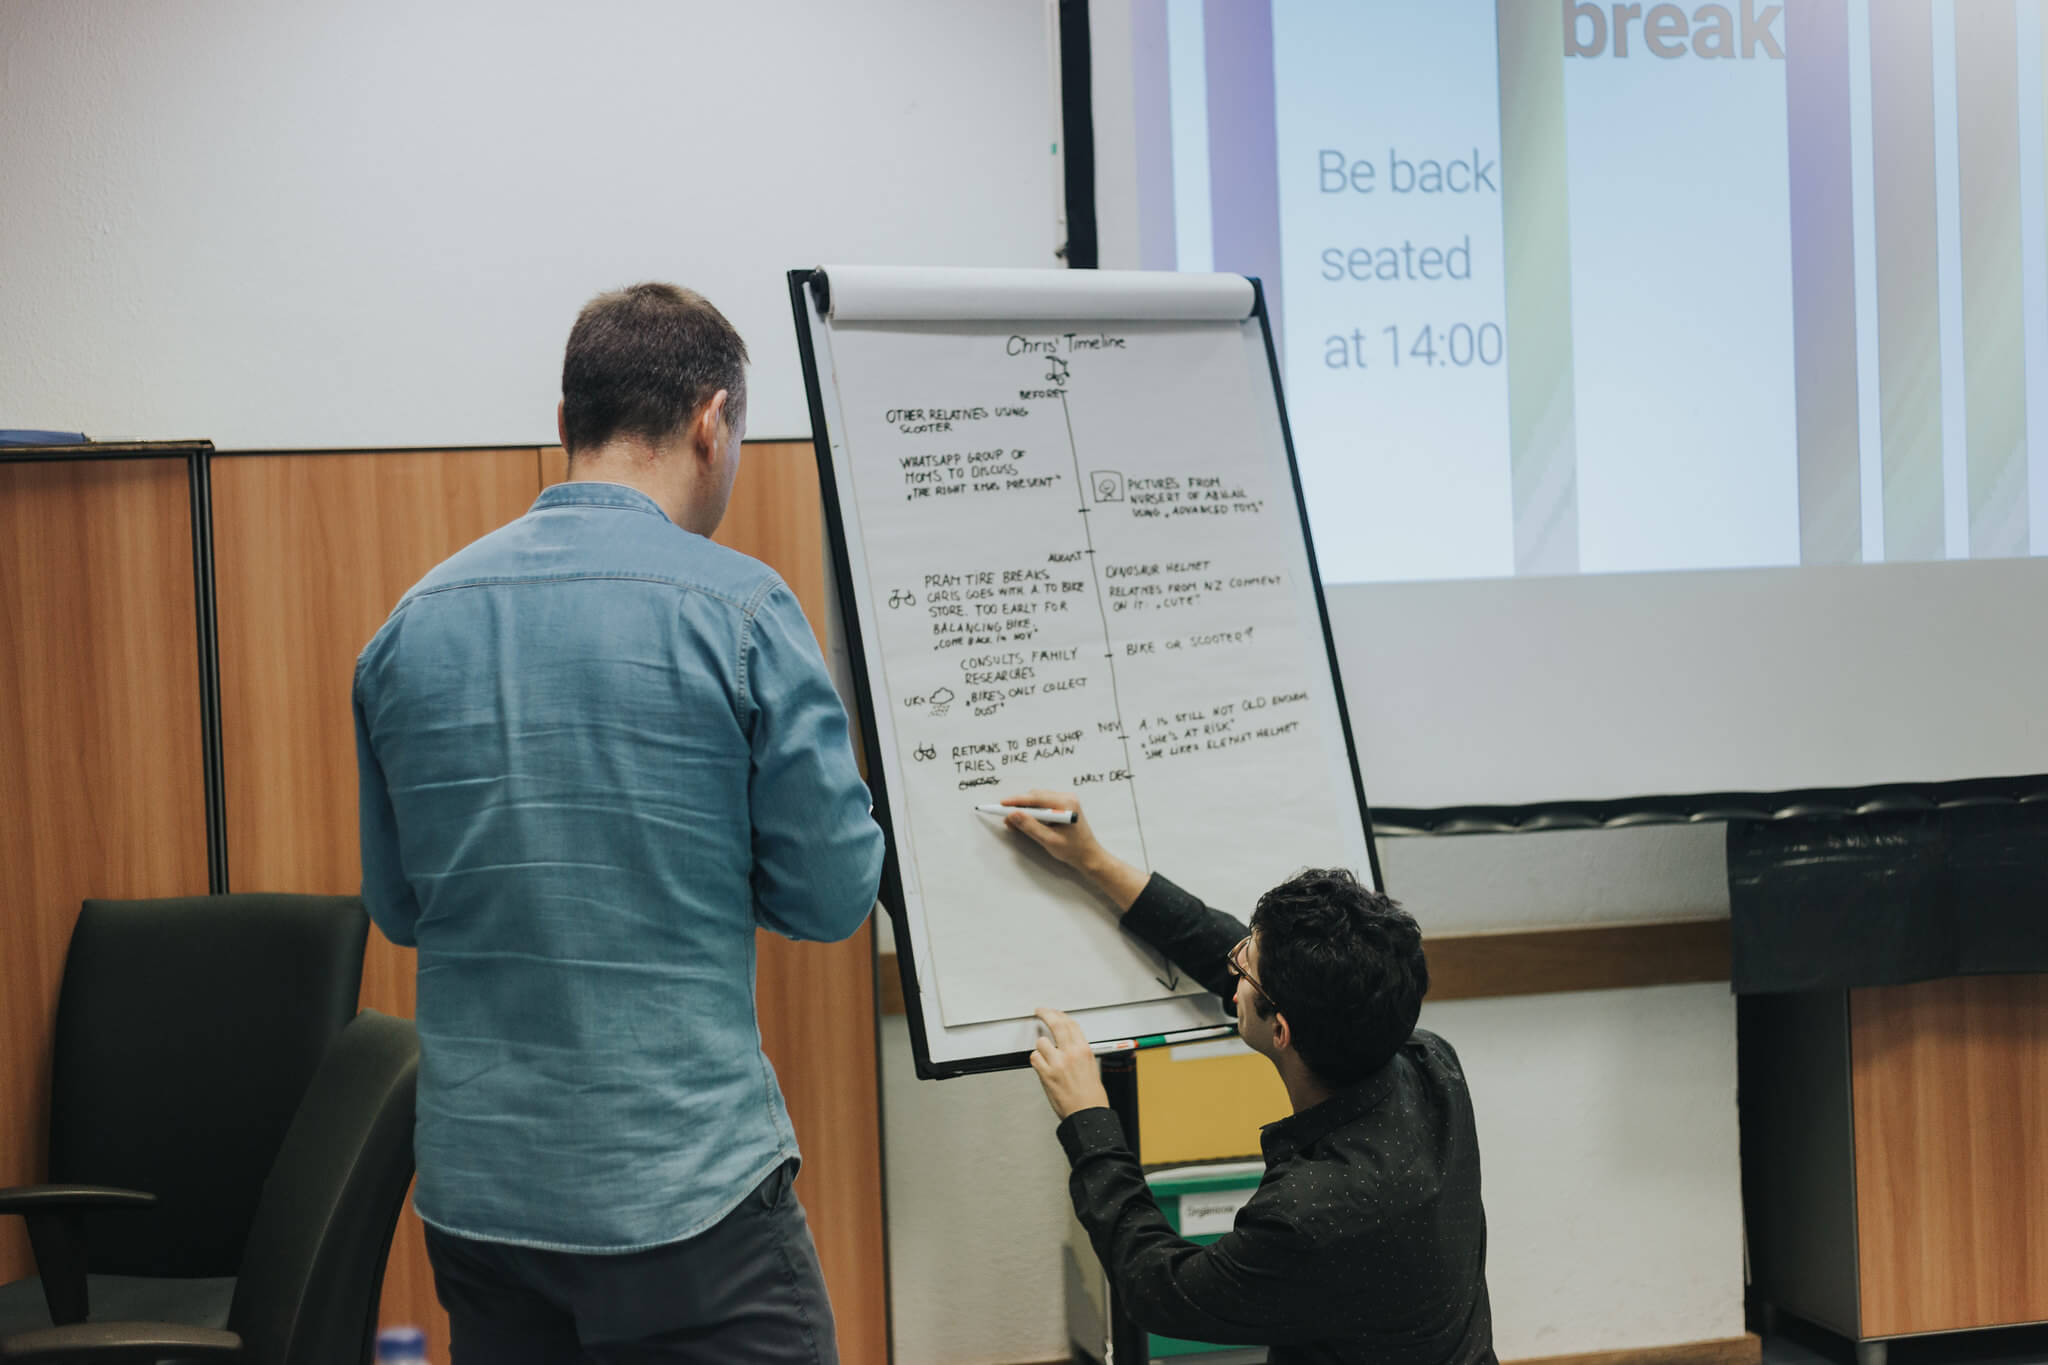 break
Be back
seated
at 14:00
Chris' Timeline
BEFORE
OTHER RELATIVES USING
SCOOTER
WHATSAPP GROUP OF
MOMS TO DISCUSS
„THE RIGHT XMAS PRESENT"
PICTURES FROM
NURSERY OF ABIGAIL
USING „ADVANCED TOYS"
AUGUST
PRAM TIRE BREAKS
CHRIS GOES WITH A. TO BIKE
STORE. TOO EARLY FOR
BALANCING BIKE.
„COME BACK IN NOV"
DINOSAUR HELMET
RELATIVES FROM NZ COMMENT
ON IT: „CUTE"
BIKE OR SCOOTER?
CONSULTS FAMILY
RESEARCHES
UK
„BIKES ONLY COLLECT
DUST"
NOV
RETURNS TO BIKE SHOP
TRIES BIKE AGAIN
A. IS STILL NOT OLD ENOUGH
„SHE'S AT RISK"
SHE LIKES ELEPHANT HELMET
EARLY DEC